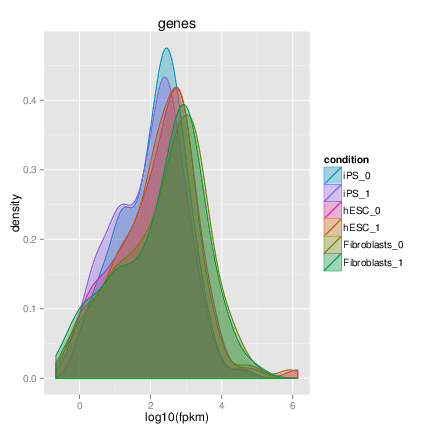 genes
density
0.4
0.3
0.2
0.1
0.0
0 2 4 6
log10(fpkm)
condition
iPS_0
iPS_1
hESC_0
hESC_1
Fibroblasts_0
Fibroblasts_1